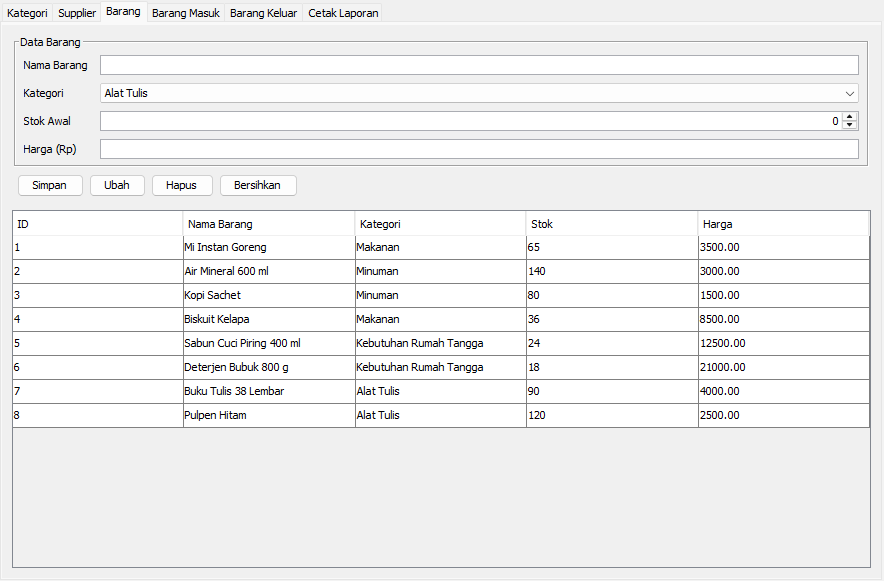 Kategori Supplier Barang Barang Masuk Barang Keluar Cetak Laporan
Data Barang
Nama Barang
Kategori Alat Tulis
Stok Awal 0
Harga (Rp)
Simpan Ubah Hapus Bersihkan
ID Nama Barang Kategori Stok Harga
1 Mi Instan Goreng Makanan 65 3500.00
2 Air Mineral 600 ml Minuman 140 3000.00
3 Kopi Sachet Minuman 80 1500.00
4 Biskuit Kelapa Makanan 36 8500.00
5 Sabun Cuci Piring 400 ml Kebutuhan Rumah Tangga 24 12500.00
6 Deterjen Bubuk 800 g Kebutuhan Rumah Tangga 18 21000.00
7 Buku Tulis 38 Lembar Alat Tulis 90 4000.00
8 Pulpen Hitam Alat Tulis 120 2500.00